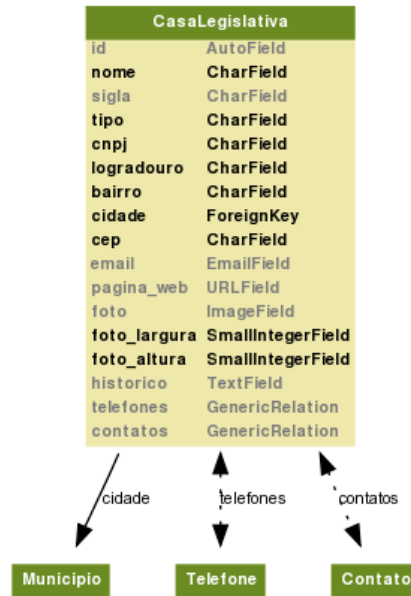 CasaLegislativa
id AutoField
nome CharField
sigla CharField
tipo CharField
cnpj CharField
logradouro CharField
bairro CharField
cidade ForeignKey
cep CharField
email EmailField
pagina_web URLField
foto ImageField
foto_largura SmallIntegerField
foto_altura SmallIntegerField
historico TextField
telefones GenericRelation
contatos GenericRelation
cidade telefones contatos
Municipio Telefone Contato